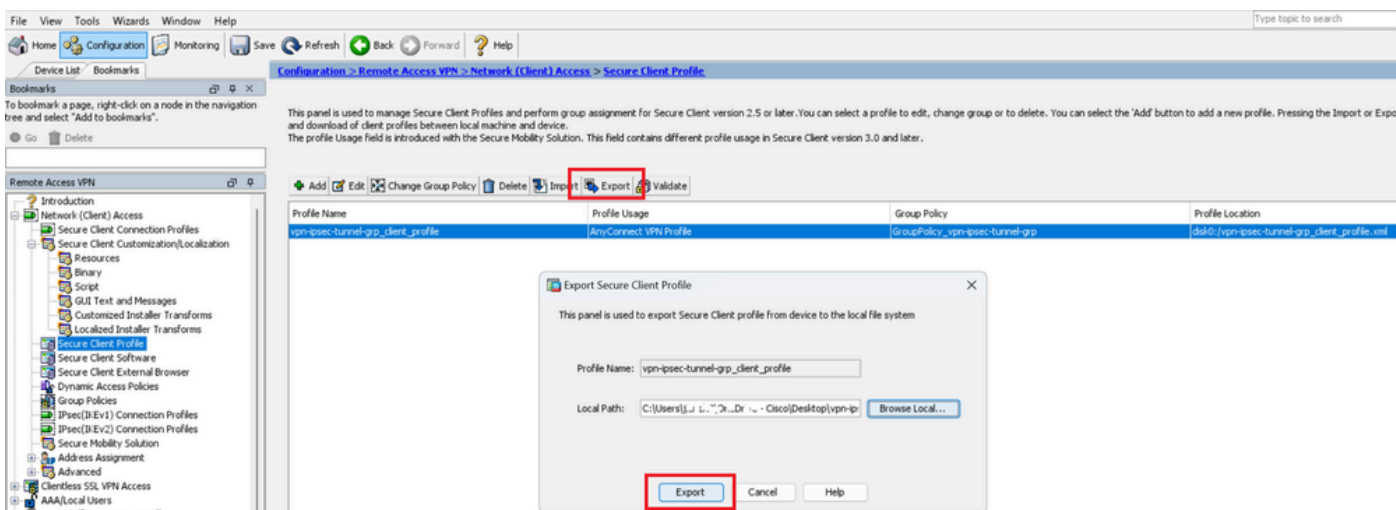 File View Tools Wizards Window Help
Type topic to search
Home Configuration Monitoring Save Refresh Back Forward Help
Device List Bookmarks
Configuration > Remote Access VPN > Network (Client) Access > Secure Client Profile
Bookmarks
To bookmark a page, right-click on a node in the navigation
tree and select "Add to bookmarks".
Go Delete
This panel is used to manage Secure Client Profiles and perform group assignment for Secure Client version 2.5 or later.You can select a profile to edit, change group or to delete. You can select the 'Add' button to add a new profile. Pressing the Import or Expo
and download of client profiles between local machine and device.
The profile Usage field is introduced with the Secure Mobility Solution. This field contains different profile usage in Secure Client version 3.0 and later.
Remote Access VPN
Introduction
Network (Client) Access
Secure Client Connection Profiles
Secure Client Customization/Localization
Resources
Binary
Script
GUI Text and Messages
Customized Installer Transforms
Localized Installer Transforms
Secure Client Profile
Secure Client Software
Secure Client External Browser
Dynamic Access Policies
Group Policies
IPsec(IKEv1) Connection Profiles
IPsec(IKEv2) Connection Profiles
Secure Mobility Solution
Address Assignment
Advanced
Clientless SSL VPN Access
AAA/Local Users
Add Edit Change Group Policy Delete Import Export Validate
Profile Name Profile Usage Group Policy Profile Location
vpn-ipsec-tunnel-grp_client_profile AnyConnect VPN Profile GroupPolicy_vpn-ipsec-tunnel-grp disk0:/vpn-ipsec-tunnel-grp_client_profile.xml
Export Secure Client Profile
This panel is used to export Secure Client profile from device to the local file system
Profile Name: vpn-ipsec-tunnel-grp_client_profile
Local Path: C:\Users\ - Cisco\Desktop\vpn-ip Browse Local...
Export Cancel Help